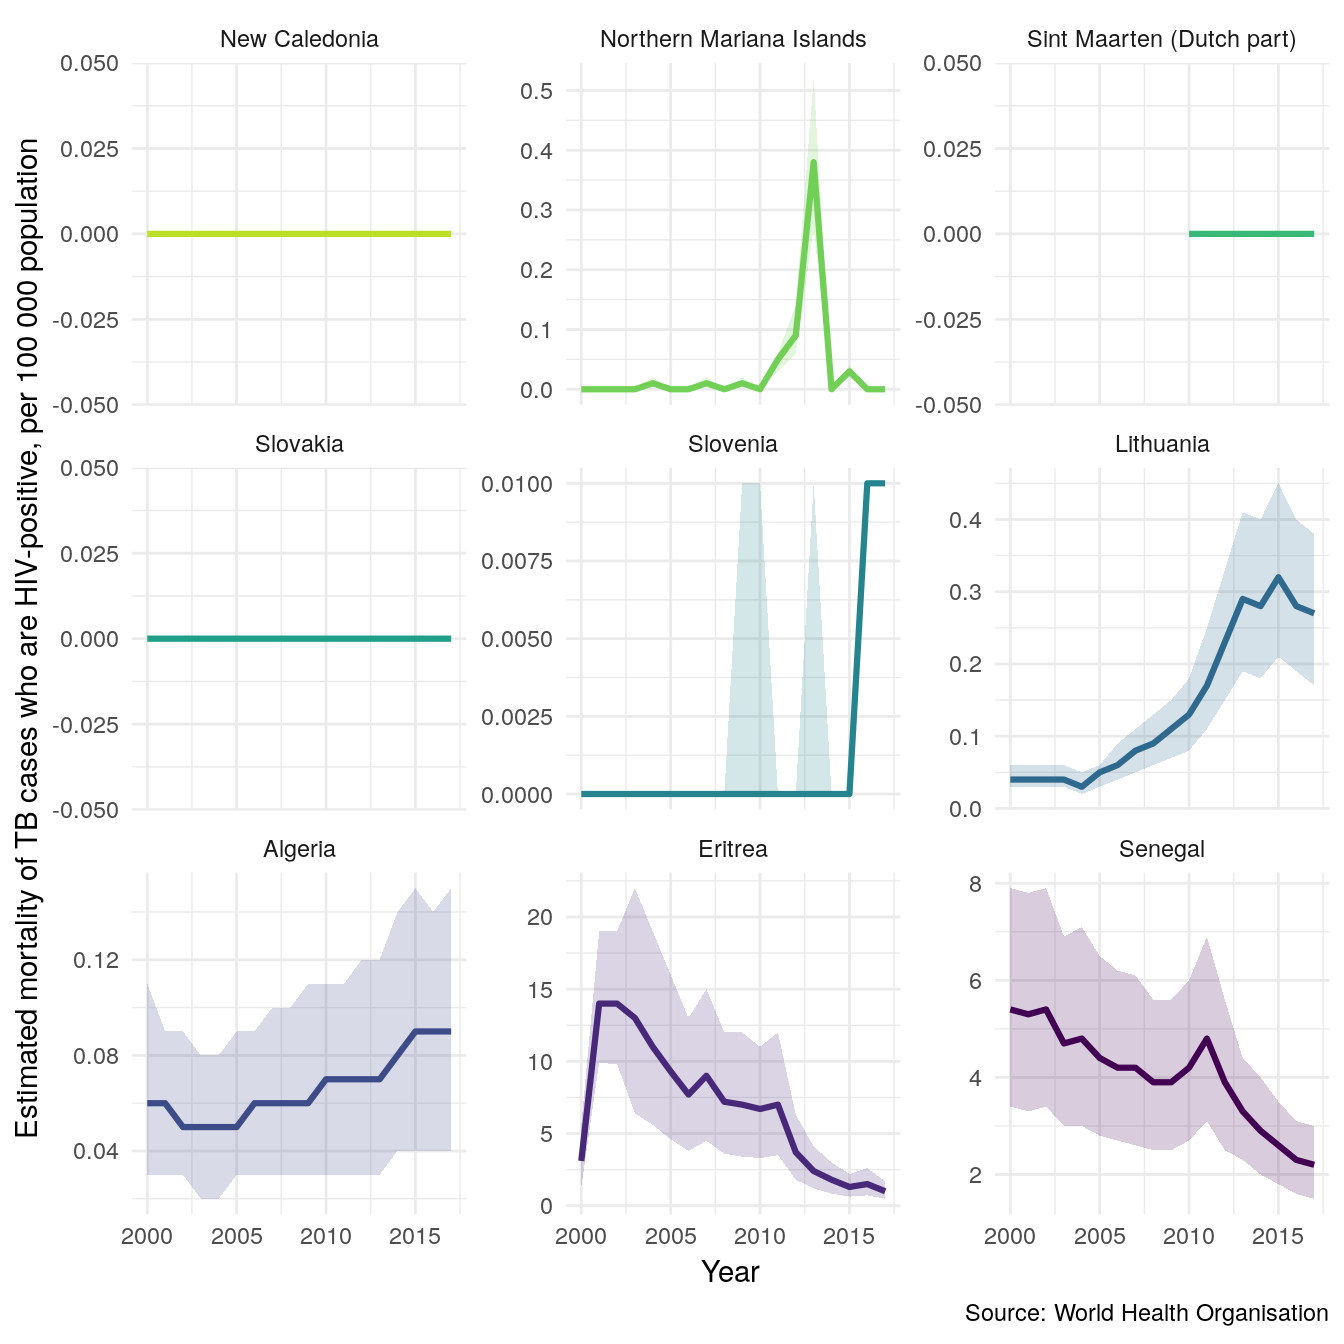 New Caledonia
Northern Mariana Islands
Sint Maarten (Dutch part)
0.050
0.025
0.000
-0.025
-0.050
0.5
0.4
0.3
0.2
0.1
0.0
0.050
0.025
0.000
-0.025
-0.050
Slovakia
Slovenia
Lithuania
0.050
0.025
0.000
-0.025
-0.050
0.0100
0.0075
0.0050
0.0025
0.0000
0.4
0.3
0.2
0.1
0.0
Algeria
Eritrea
Senegal
0.12
0.08
0.04
20
15
10
5
0
8
6
4
2
2000 2005 2010 2015
2000 2005 2010 2015
2000 2005 2010 2015
Estimated mortality of TB cases who are HIV-positive, per 100 000 population
Year
Source: World Health Organisation